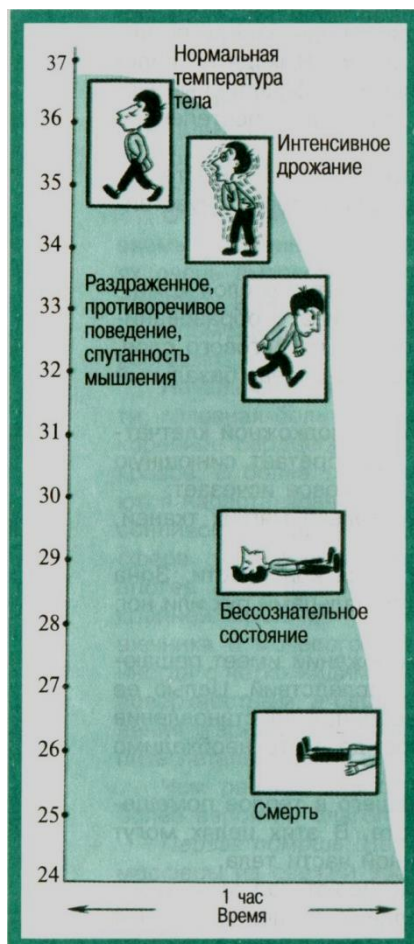 37
Нормальная
температура
тела
36
Интенсивное
дрожание
35
34
Раздраженное,
противоречивое
поведение,
спутанность
мышления
33
32
31
30
29
Бессознательное
состояние
28
27
26
Смерть
25
24
1 час
Время